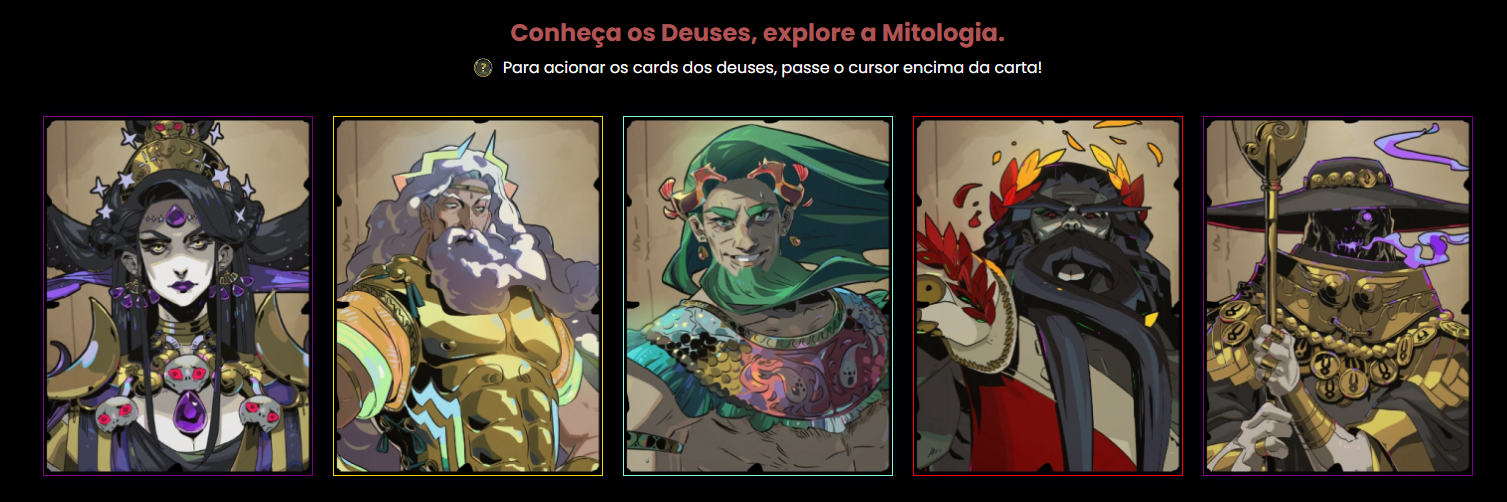 Conheça os Deuses, explore a Mitologia.
? Para acionar os cards dos deuses, passe o cursor encima da carta!